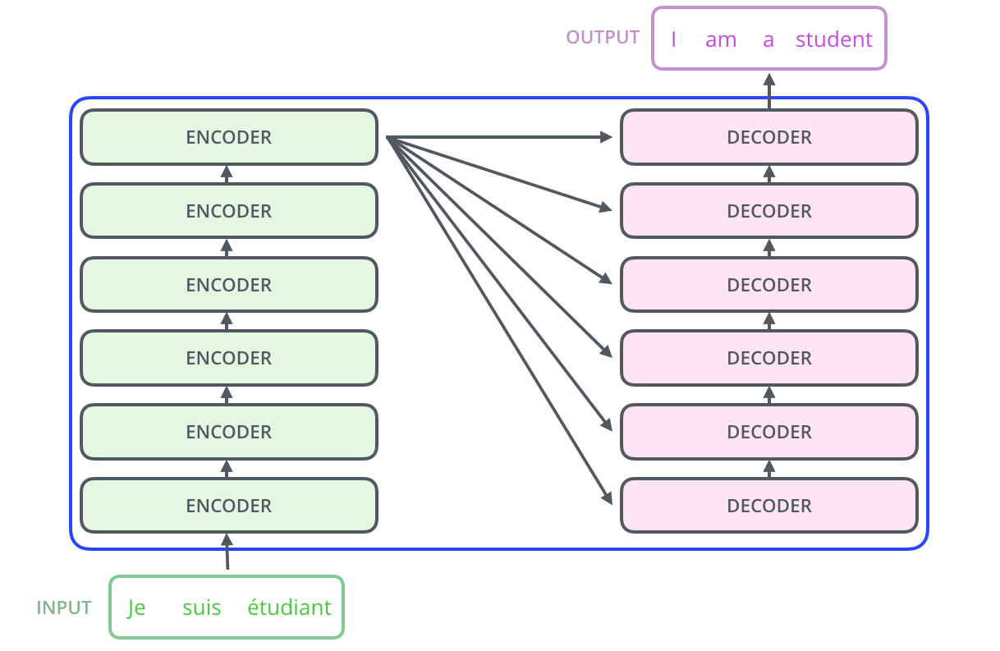 OUTPUT
I am a student
ENCODER DECODER
ENCODER DECODER
ENCODER DECODER
ENCODER DECODER
ENCODER DECODER
ENCODER DECODER
INPUT
Je suis étudiant